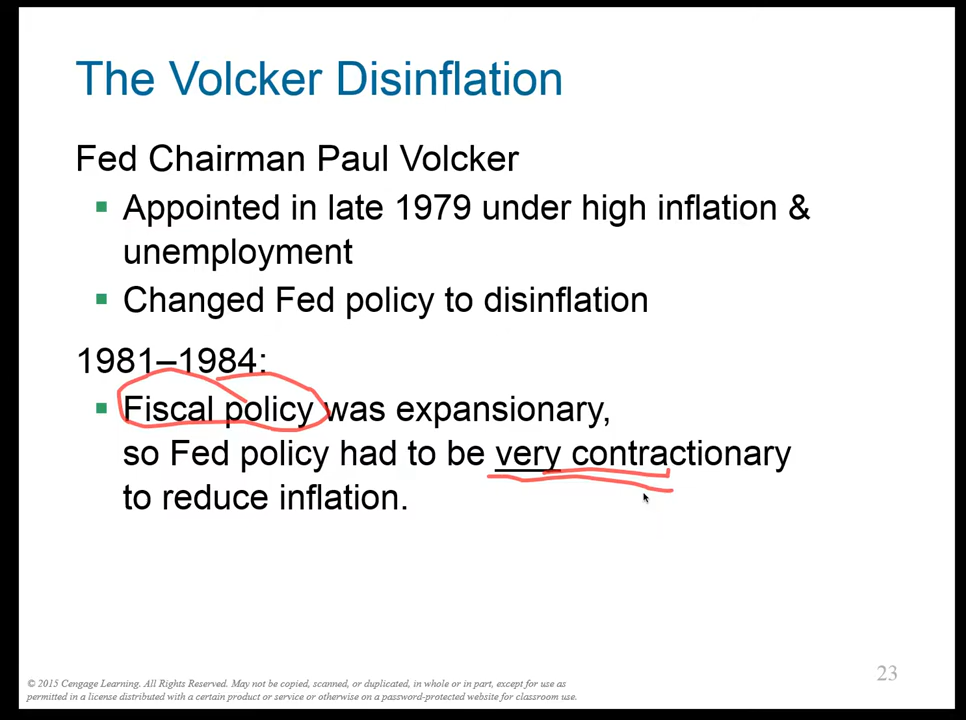 The Volcker Disinflation
Fed Chairman Paul Volcker
▪ Appointed in late 1979 under high inflation &
unemployment
▪ Changed Fed policy to disinflation
1981–1984:
▪ Fiscal policy was expansionary,
so Fed policy had to be very contractionary
to reduce inflation.
23
© 2015 Cengage Learning. All Rights Reserved. May not be copied, scanned, or duplicated, in whole or in part, except for use as
permitted in a license distributed with a certain product or service or otherwise on a password-protected website for classroom use.